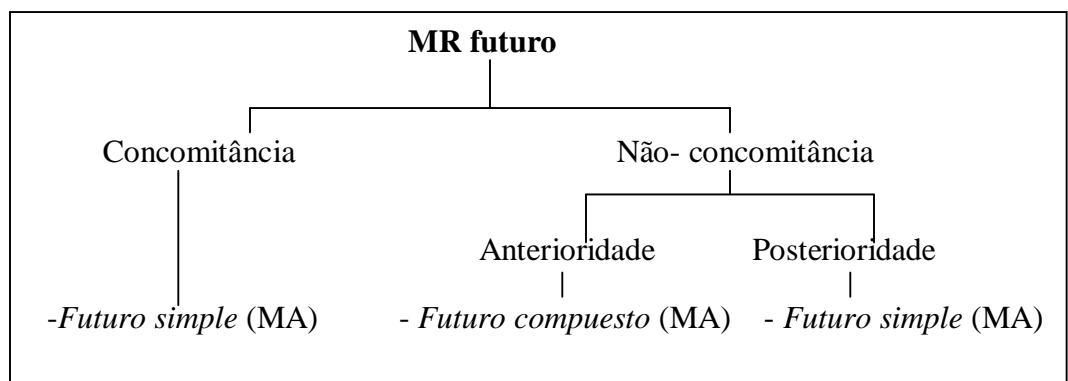 MR futuro
Concomitância Não- concomitância
Anterioridade Posterioridade
-Futuro simple (MA) - Futuro compuesto (MA) - Futuro simple (MA)